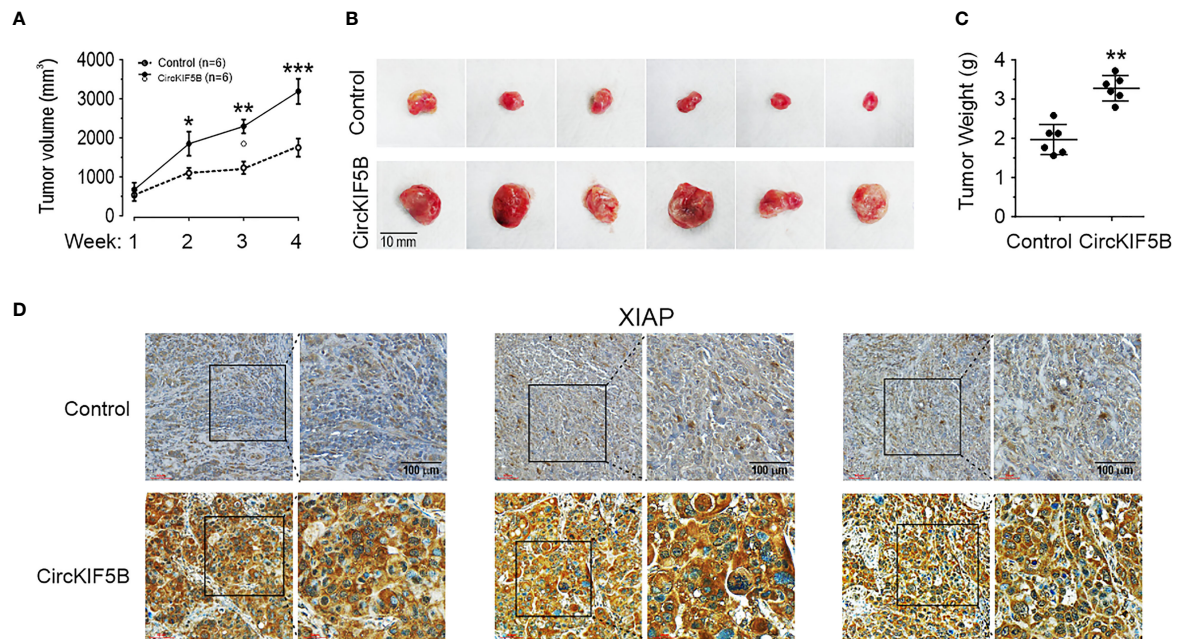 A
B
C
Tumor volume (mm³)
4000
3000
2000
1000
0
Control (n=6)
CircKIF5B (n=6)
*
**
***
Week: 1 2 3 4
Control
CircKIF5B
10 mm
Tumor Weight (g)
4
3
2
1
0
**
Control CircKIF5B
D
XIAP
Control
100 µm
100 µm
100 µm
CircKIF5B